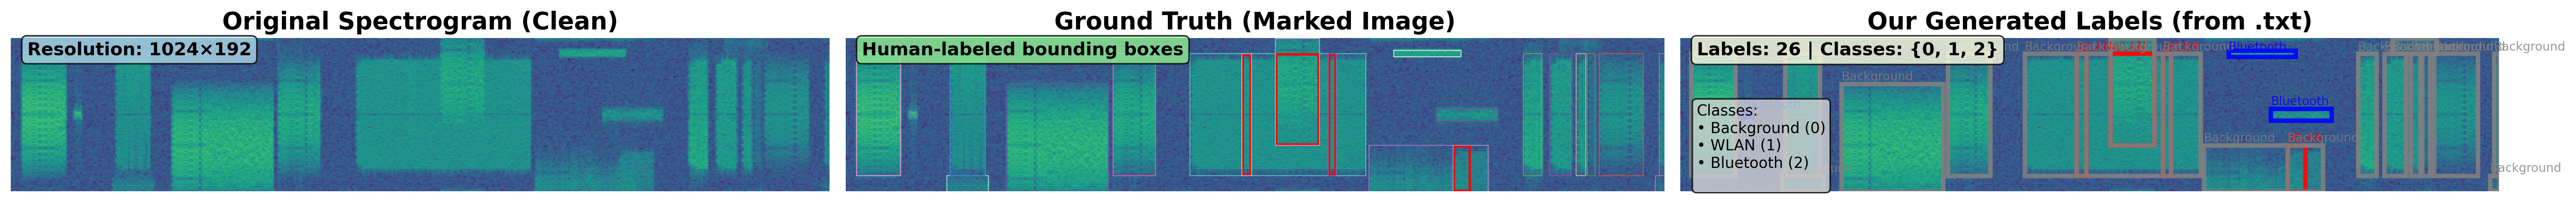 Original Spectrogram (Clean)
Resolution: 1024×192
Ground Truth (Marked Image)
Human-labeled bounding boxes
Our Generated Labels (from .txt)
Labels: 26 | Classes: {0, 1, 2}
Background
Bluetooth
Background
Background
Bluetooth
Background
Background
Classes:
• Background (0)
• WLAN (1)
• Bluetooth (2)